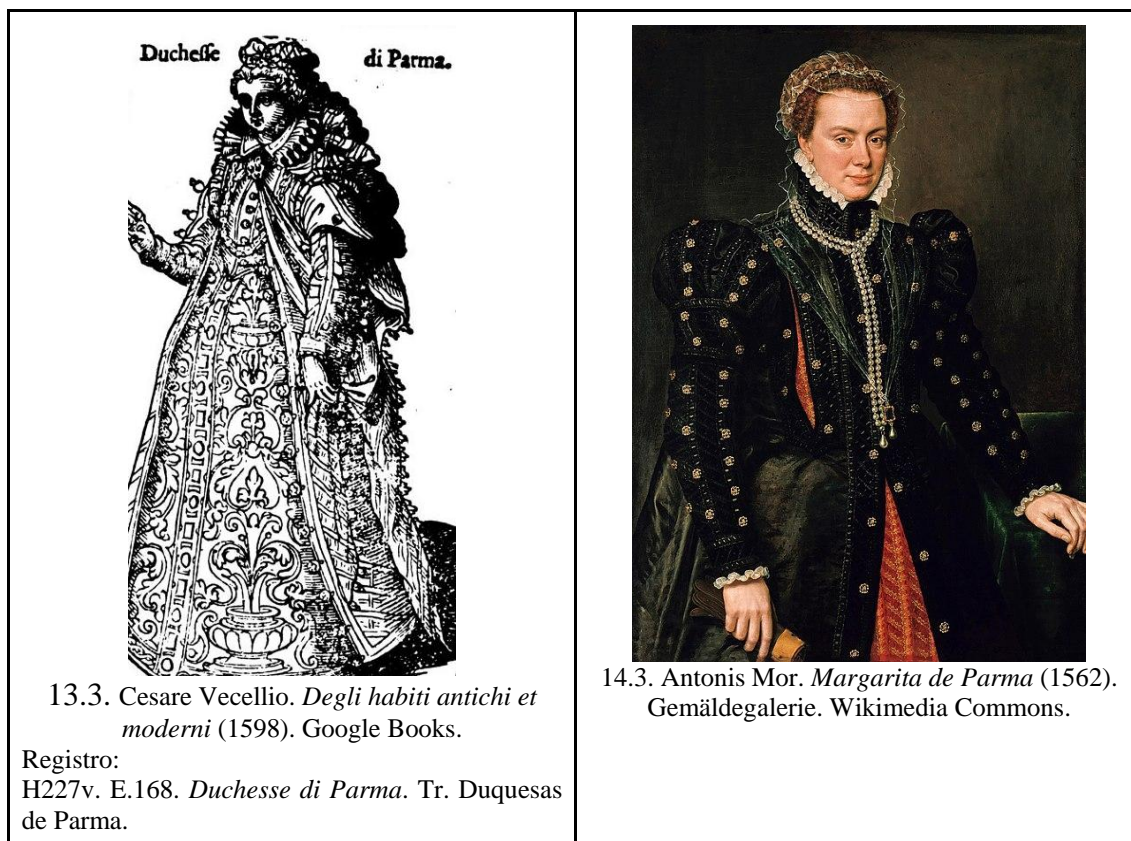 Duchesse di Parma.
13.3. Cesare Vecellio. Degli habiti antichi et
moderni (1598). Google Books.
Registro:
H227v. E.168. Duchesse di Parma. Tr. Duquesas
de Parma.
14.3. Antonis Mor. Margarita de Parma (1562).
Gemäldegalerie. Wikimedia Commons.